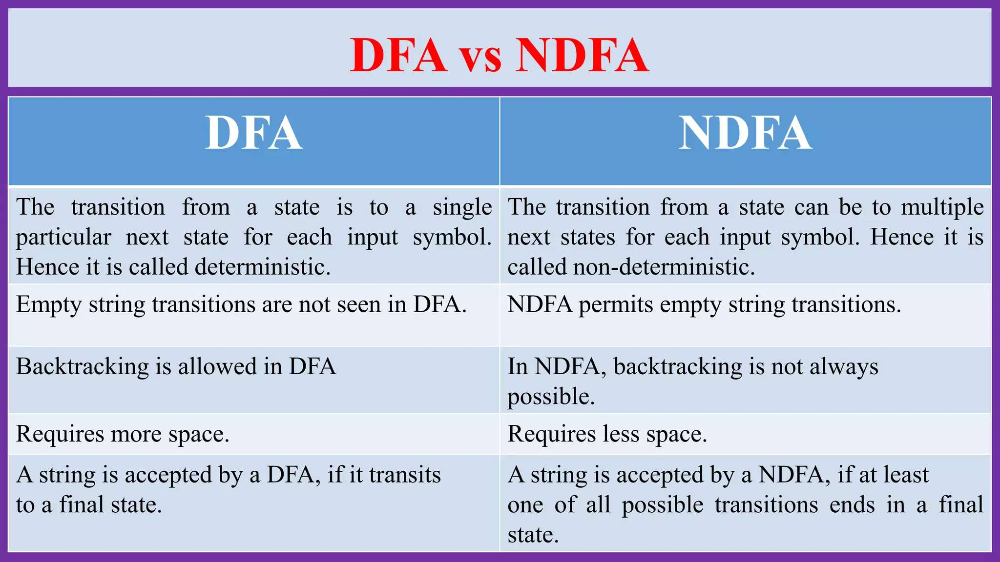 DFA vs NDFA
DFA
NDFA
The transition from a state is to a single
particular next state for each input symbol.
Hence it is called deterministic.
The transition from a state can be to multiple
next states for each input symbol. Hence it is
called non-deterministic.
Empty string transitions are not seen in DFA.
NDFA permits empty string transitions.
Backtracking is allowed in DFA
In NDFA, backtracking is not always
possible.
Requires more space.
Requires less space.
A string is accepted by a DFA, if it transits
to a final state.
A string is accepted by a NDFA, if at least
one of all possible transitions ends in a final
state.